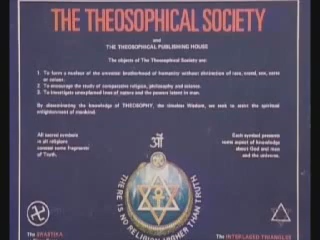 THE THEOSOPHICAL SOCIETY
and
THE THEOSOPHICAL PUBLISHING HOUSE
The objects of The Theosophical Society are:
1. To form a nucleus of the universal brotherhood of humanity without distinction of race, creed, sex, caste
or colour.
2. To encourage the study of comparative religion, philosophy and science.
3. To investigate unexplained laws of nature and the powers latent in man.
By disseminating the knowledge of THEOSOPHY, the timeless Wisdom, we seek to assist the spiritual
enlightenment of mankind.
All sacred symbols
in all religions
conceal some fragments
of Truth.
Each symbol presents
some aspect of knowledge
about God and man
and the universe.
THERE IS NO RELIGION HIGHER THAN TRUTH
The SVASTIKA
The INTERLACED TRIANGLES